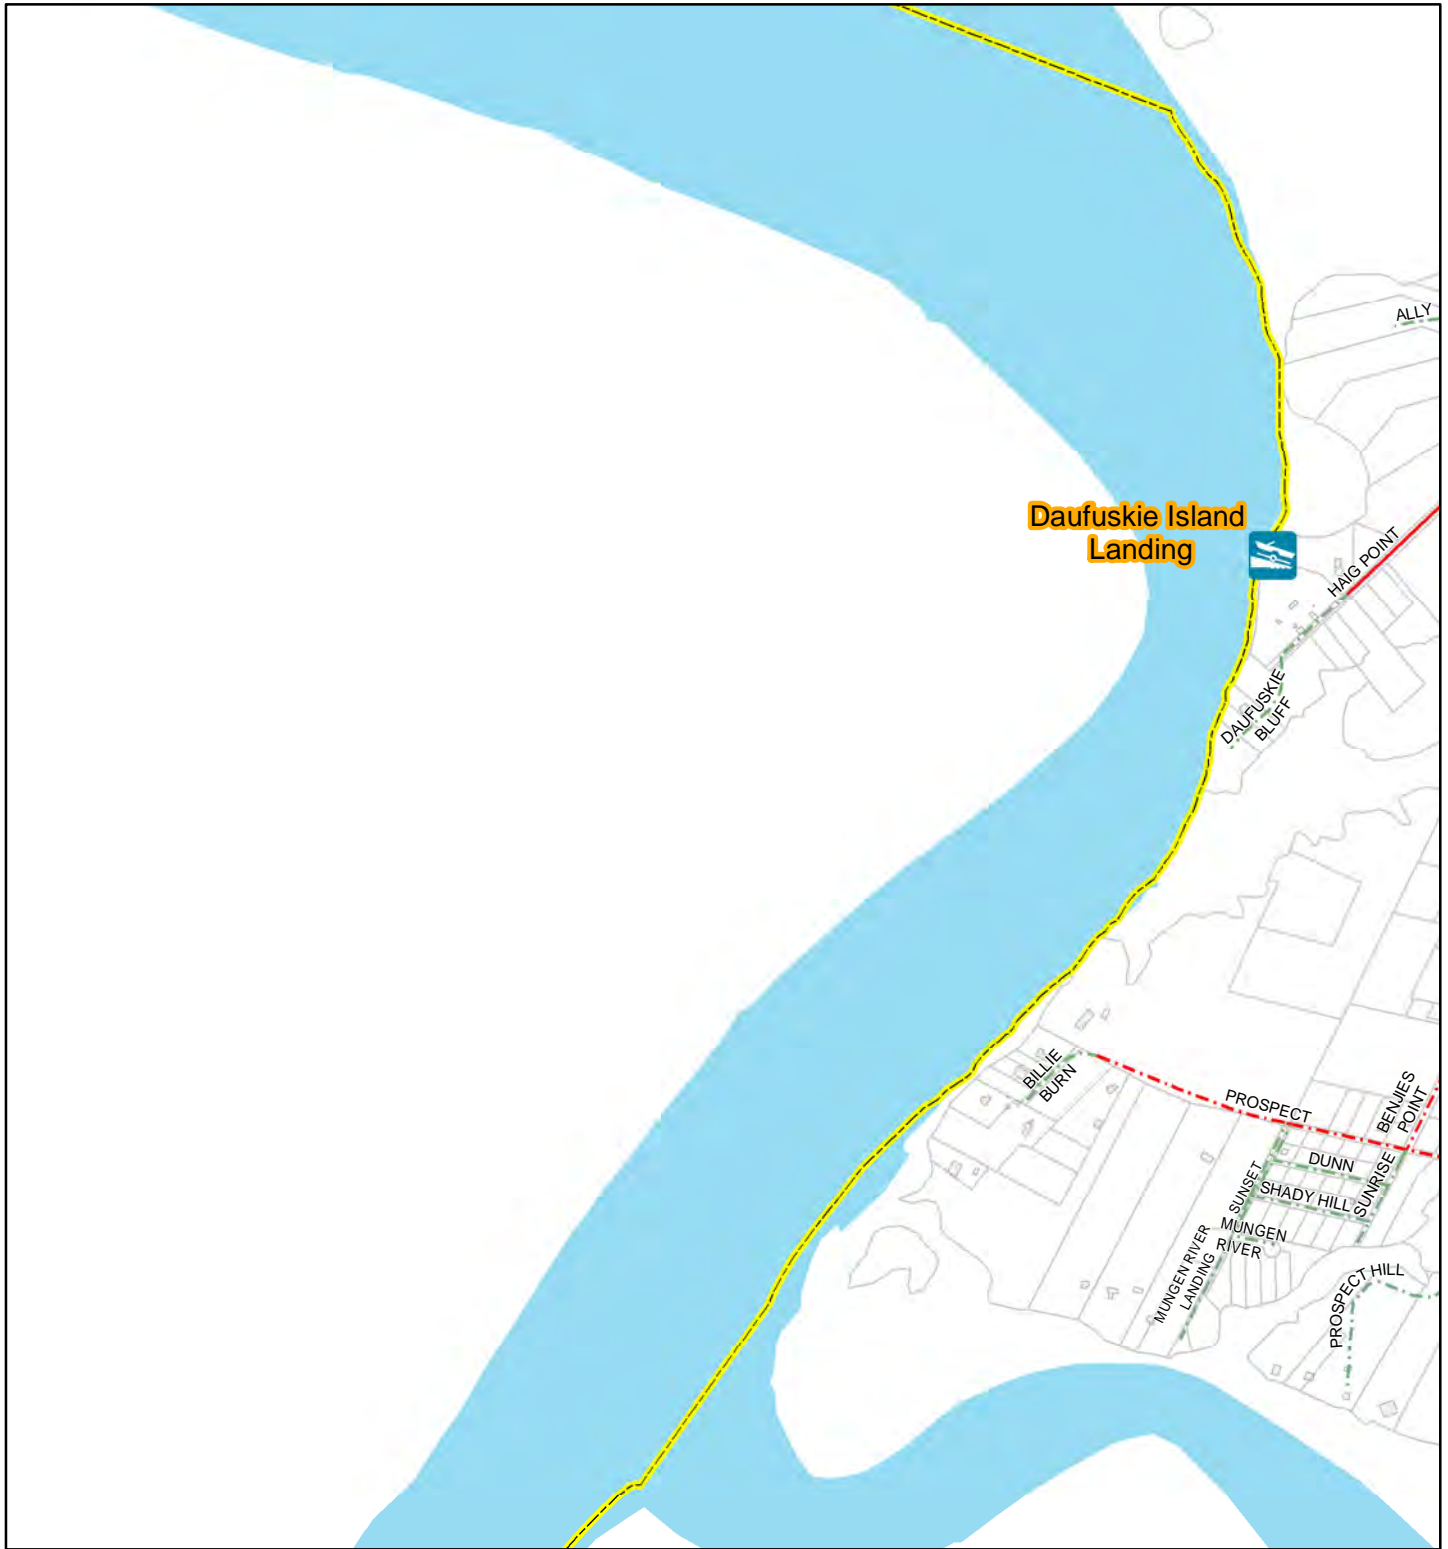 ALLY
Daufuskie Island
Landing
HAIG POINT
DAUFUSKIE
BLUFF
BILLIE
BURN
PROSPECT
BENJIES
POINT
DUNN
SUNSET
SHADY HILL
SUNRISE
MUNGEN
RIVER
MUNGEN RIVER
LANDING
PROSPECT HILL